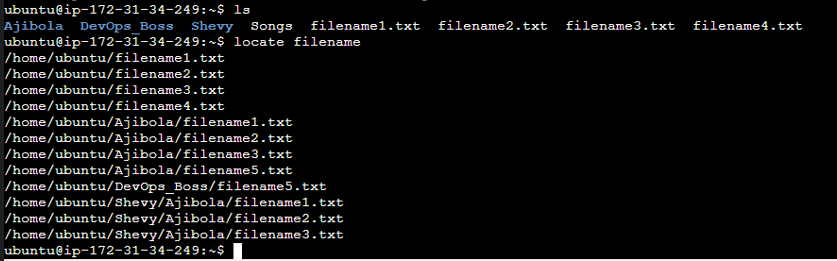 ubuntu@ip-172-31-34-249:~$ ls
Ajibola  DevOps_Boss  Shevy  Songs  filename1.txt  filename2.txt  filename3.txt  filename4.txt
ubuntu@ip-172-31-34-249:~$ locate filename
/home/ubuntu/filename1.txt
/home/ubuntu/filename2.txt
/home/ubuntu/filename3.txt
/home/ubuntu/filename4.txt
/home/ubuntu/Ajibola/filename1.txt
/home/ubuntu/Ajibola/filename2.txt
/home/ubuntu/Ajibola/filename3.txt
/home/ubuntu/Ajibola/filename5.txt
/home/ubuntu/DevOps_Boss/filename5.txt
/home/ubuntu/Shevy/Ajibola/filename1.txt
/home/ubuntu/Shevy/Ajibola/filename2.txt
/home/ubuntu/Shevy/Ajibola/filename3.txt
ubuntu@ip-172-31-34-249:~$